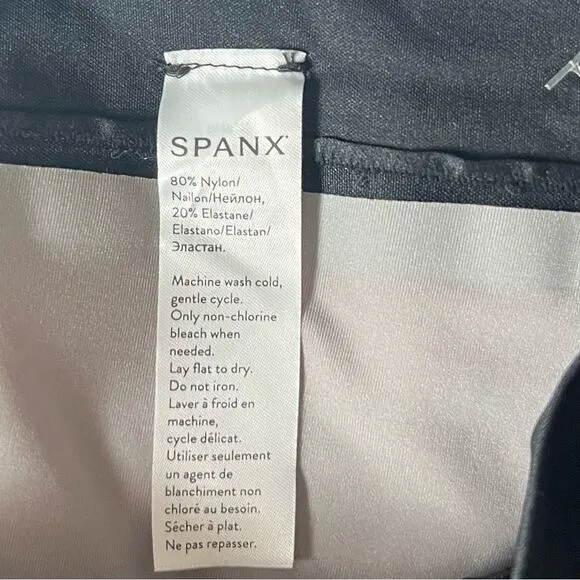 SPANX®
80% Nylon/
Nailon/Нейлон,
20% Elastane/
Elastano/Elastan/
Эластан.
Machine wash cold,
gentle cycle.
Only non-chlorine
bleach when
needed.
Lay flat to dry.
Do not iron.
Laver à froid en
machine,
cycle délicat.
Utiliser seulement
un agent de
blanchiment non
chloré au besoin.
Sécher à plat.
Ne pas repasser.